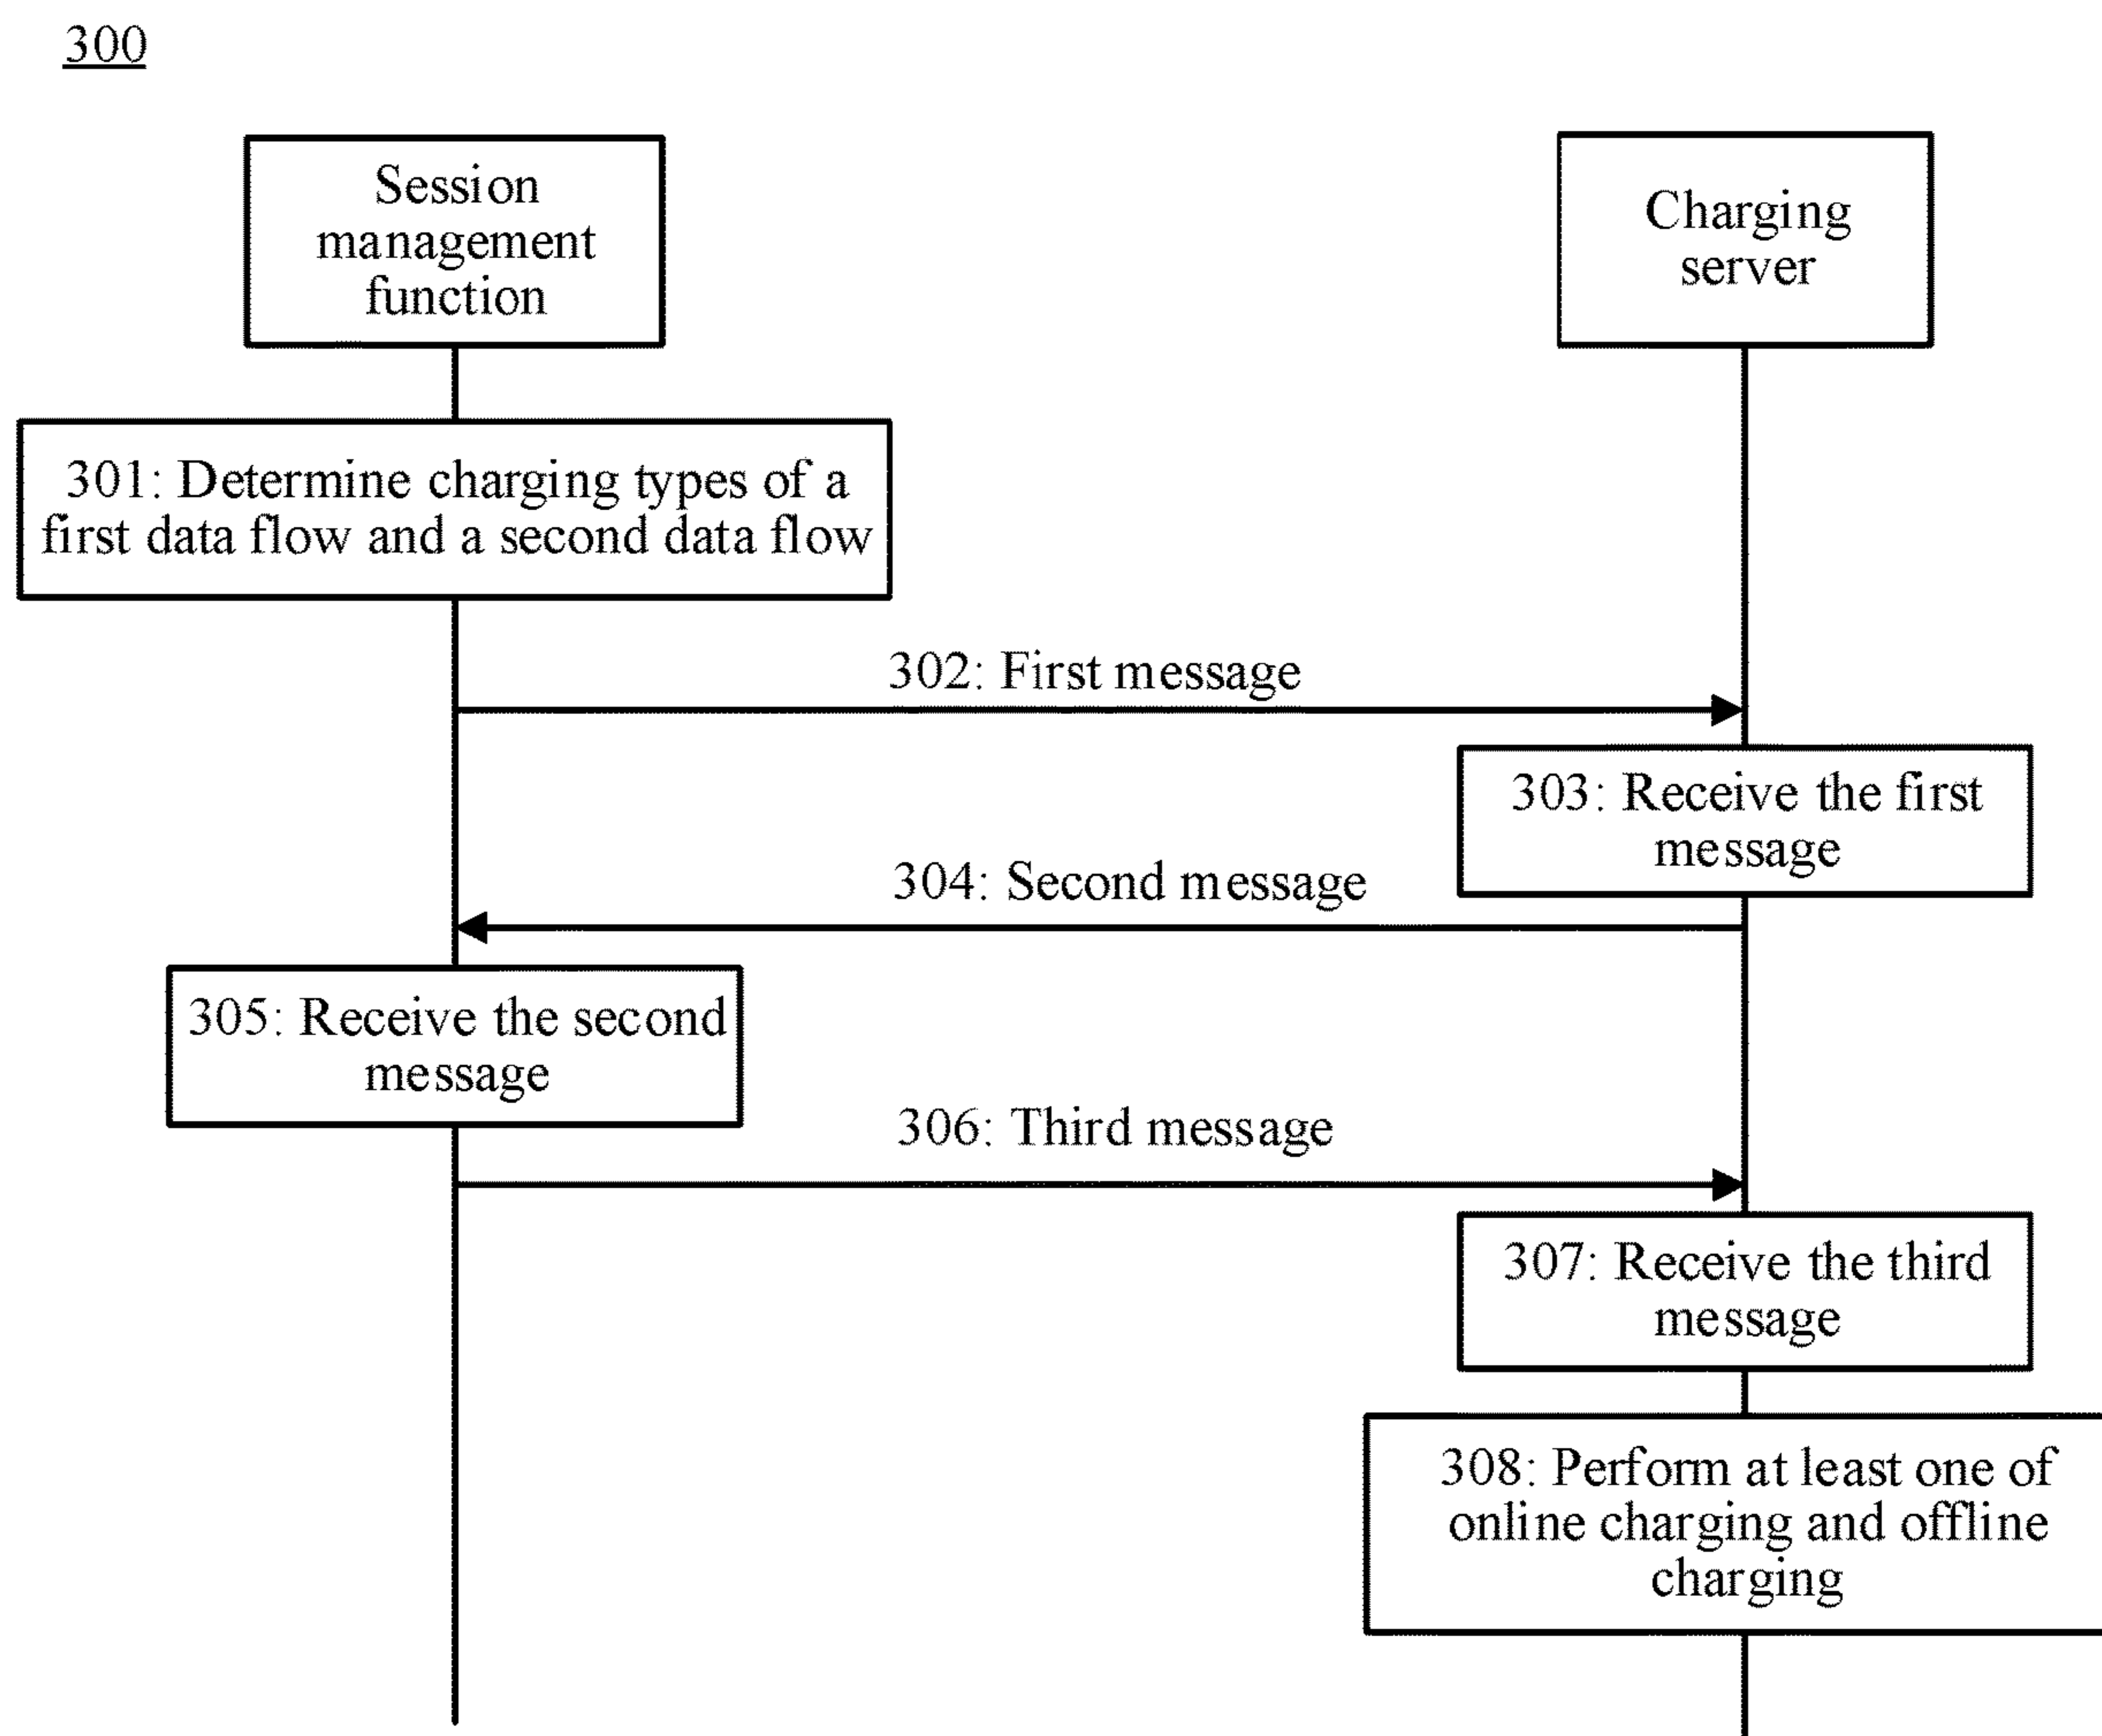 300
Session
management
function
Charging
server
301: Determine charging types of a
first data flow and a second data flow
302: First message
303: Receive the first
message
304: Second message
305: Receive the second
message
306: Third message
307: Receive the third
message
308: Perform at least one of
online charging and offline
charging